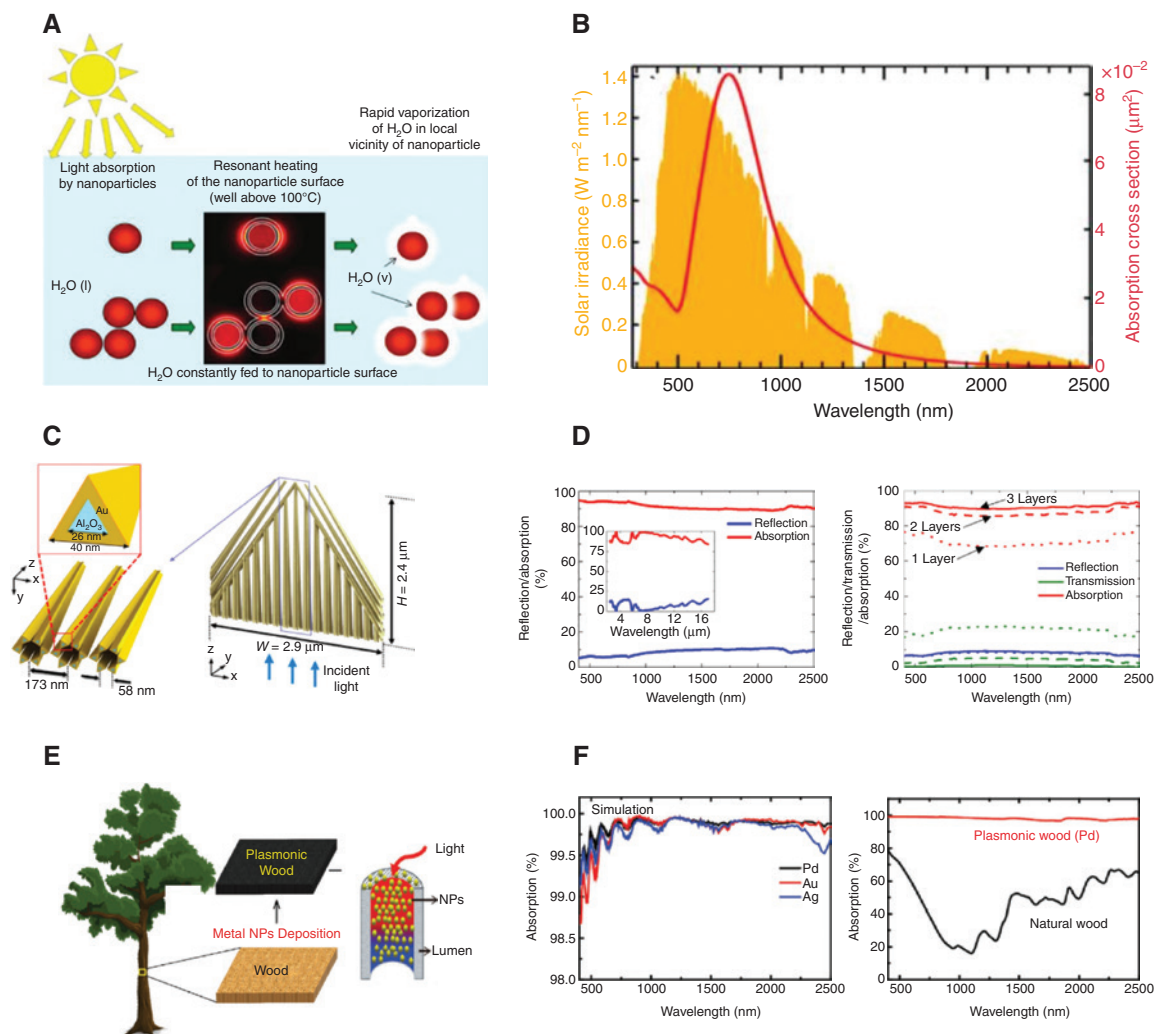 A
Rapid vaporization
of H₂O in local
vicinity of nanoparticle
Light absorption
by nanoparticles
Resonant heating
of the nanoparticle surface
(well above 100°C)
H₂O (l)
H₂O (v)
H₂O constantly fed to nanoparticle surface
B
Solar irradiance (W m⁻² nm⁻¹)
1.4
1.2
1.0
0.8
0.6
0.4
0.2
0
×10⁻²
8
6
4
2
0
Absorption cross section (μm²)
500 1000 1500 2000 2500
Wavelength (nm)
C
Au
Al₂O₃
26 nm
40 nm
z
x
y
173 nm
58 nm
H = 2.4 μm
W = 2.9 μm
z
y
x
Incident
light
D
Reflection/absorption
(%)
100
80
60
40
20
0
Reflection
Absorption
100
75
50
25
0
4 8 12 16
Wavelength (μm)
500 1000 1500 2000 2500
Wavelength (nm)
Reflection/transmission
/absorption (%)
100
80
60
40
20
0
3 Layers
2 Layers
1 Layer
Reflection
Transmission
Absorption
500 1000 1500 2000 2500
Wavelength (nm)
E
Plasmonic
Wood
Metal NPs Deposition
Wood
Light
NPs
Lumen
F
Absorption (%)
100.0
99.5
99.0
98.5
98.0
Simulation
Pd
Au
Ag
500 1000 1500 2000 2500
Wavelength (nm)
Absorption (%)
100
80
60
40
20
0
Plasmonic wood (Pd)
Natural wood
500 1000 1500 2000 2500
Wavelength (nm)